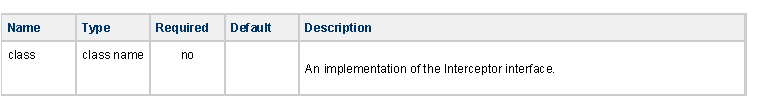 Name Type Required Default Description
class class name no An implementation of the Interceptor interface.